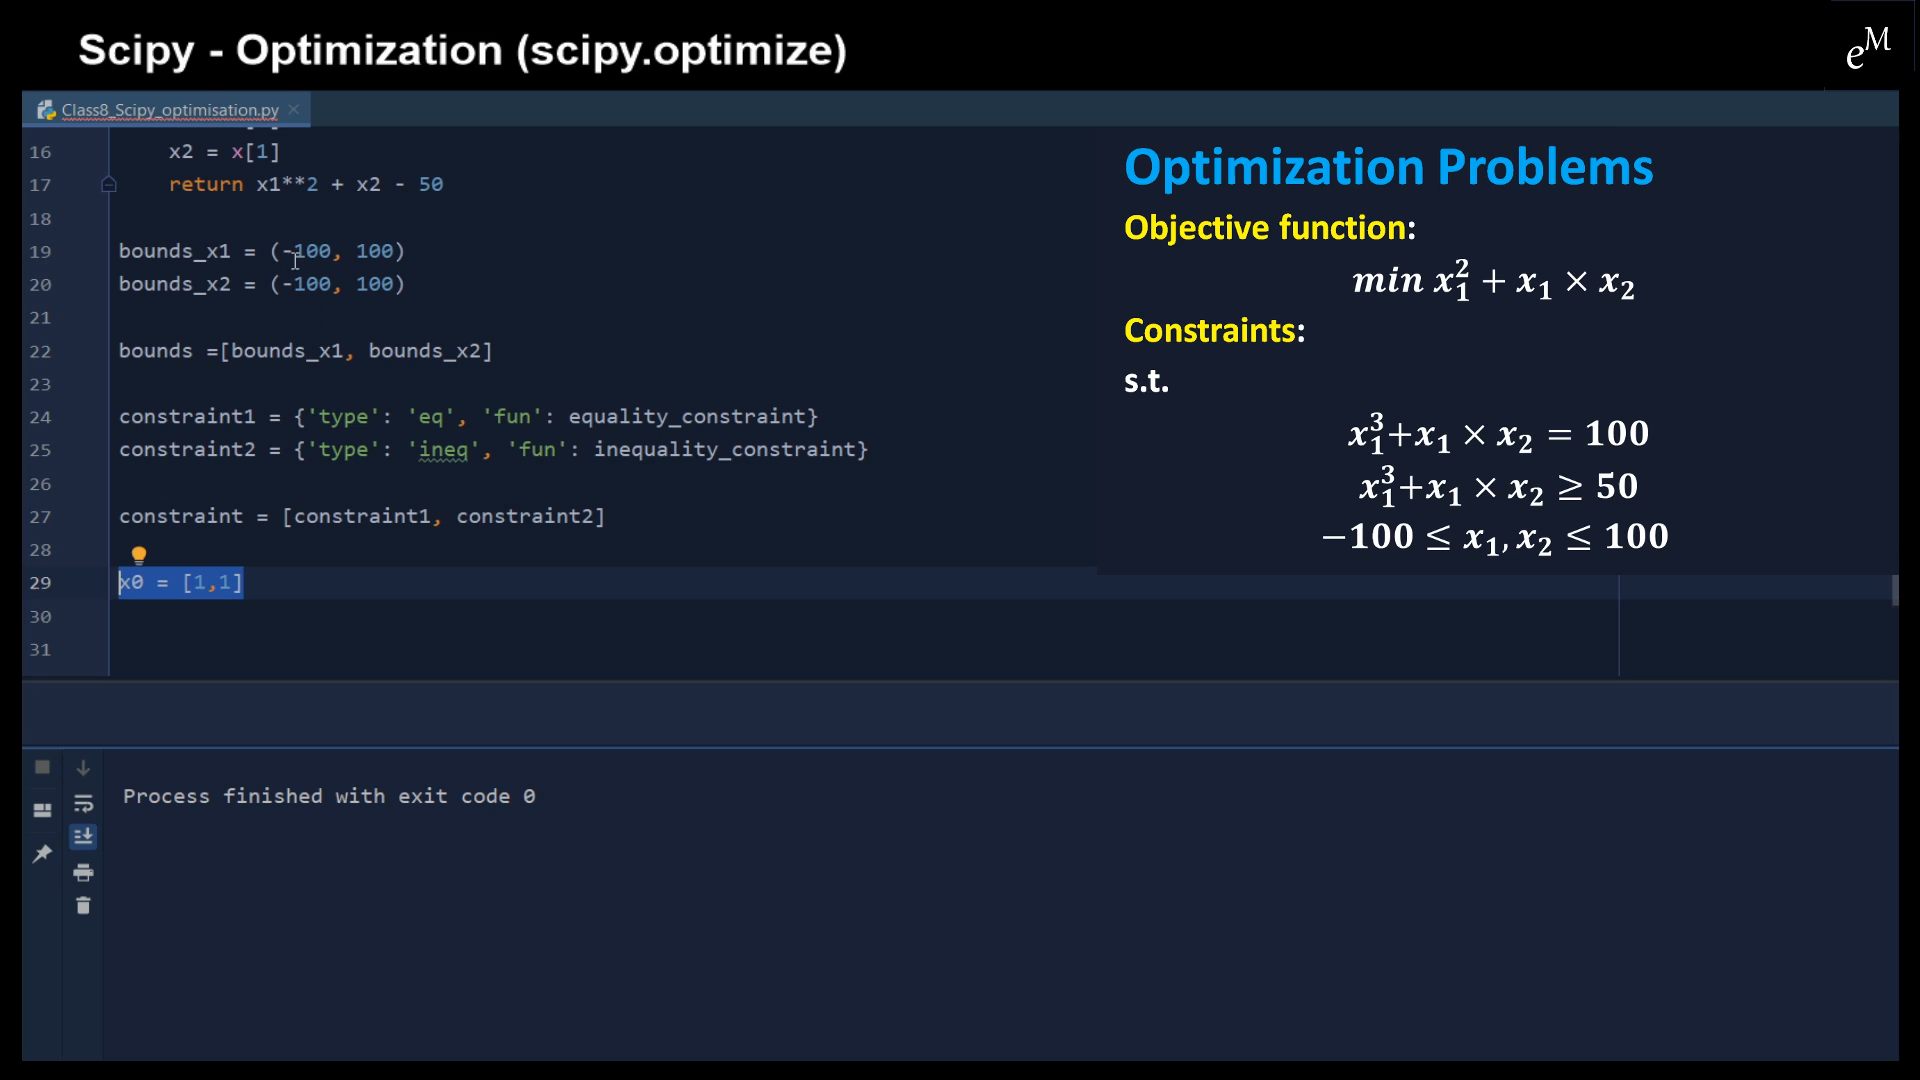 Scipy - Optimization (scipy.optimize)
eM
Class8_Scipy_optimisation.py
16 x2 = x[1]
17 return x1**2 + x2 - 50
18
19 bounds_x1 = (-100, 100)
20 bounds_x2 = (-100, 100)
21
22 bounds =[bounds_x1, bounds_x2]
23
24 constraint1 = {'type': 'eq', 'fun': equality_constraint}
25 constraint2 = {'type': 'ineq', 'fun': inequality_constraint}
26
27 constraint = [constraint1, constraint2]
28
29 x0 = [1,1]
30
31
Optimization Problems
Objective function:
min x₁² + x₁ × x₂
Constraints:
s.t.
x₁³+x₁ × x₂ = 100
x₁³+x₁ × x₂ ≥ 50
−100 ≤ x₁, x₂ ≤ 100
Process finished with exit code 0